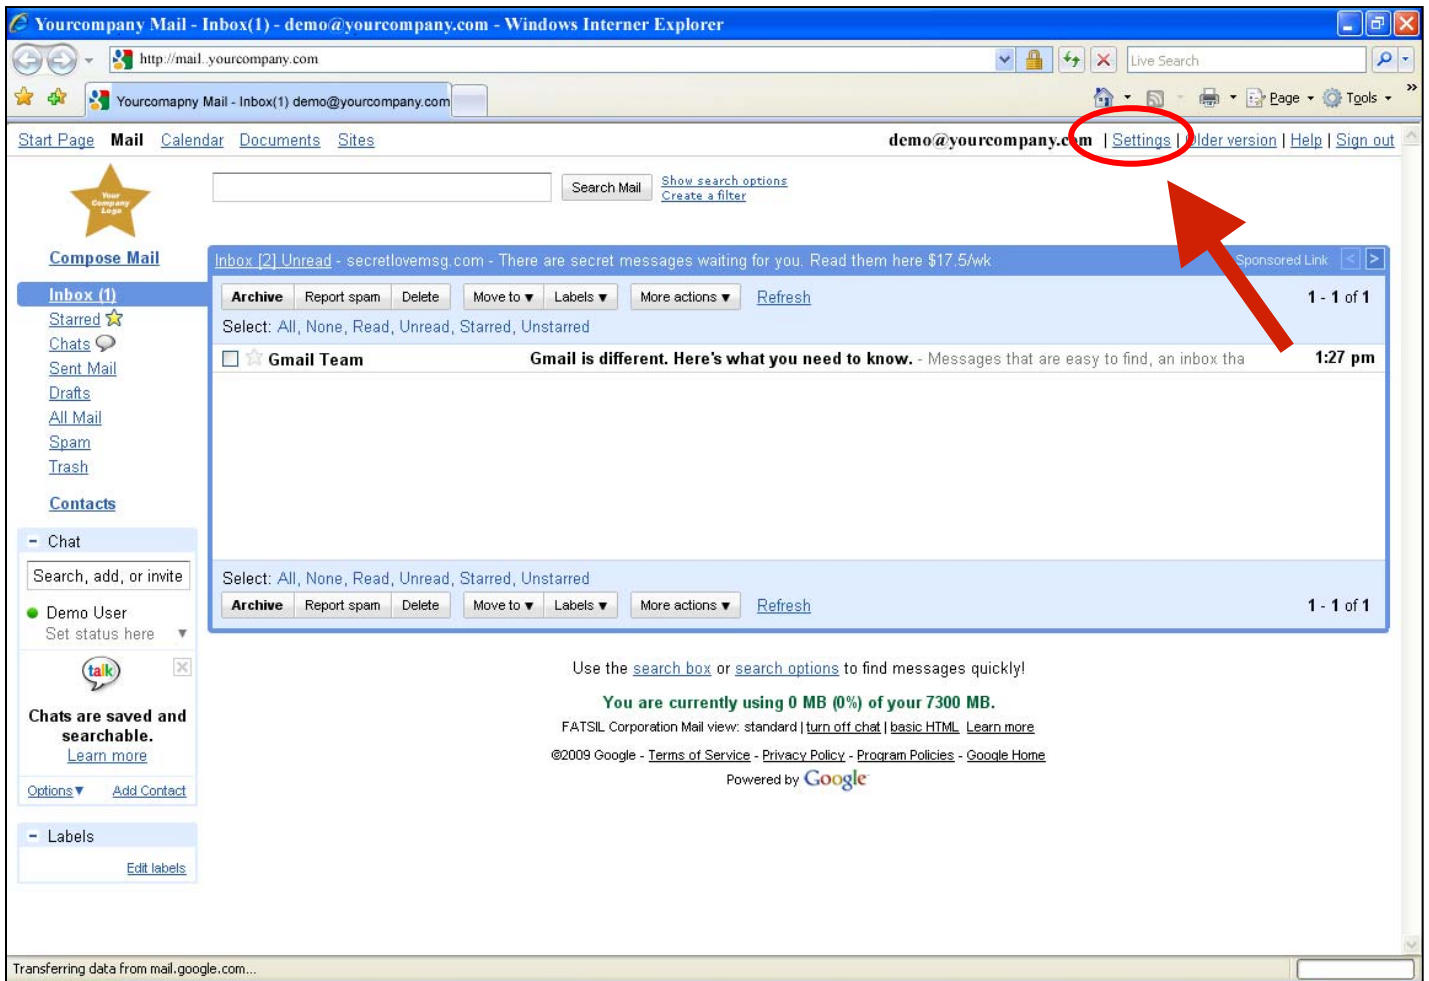 Yourcompany Mail - Inbox(1) - demo@yourcompany.com - Windows Interner Explorer
http://mail..yourcompany.com
Live Search
Yourcomapny Mail - Inbox(1) demo@yourcompany.com
Page Tools »
Start Page Mail Calendar Documents Sites
demo@yourcompany.com | Settings | Older version | Help | Sign out
Your
Company
Logo
Search Mail
Show search options
Create a filter
Compose Mail
Inbox [2] Unread - secretlovemsg.com - There are secret messages waiting for you. Read them here $17.5/wk
Sponsored Link < >
Inbox (1)
Starred
Chats
Sent Mail
Drafts
All Mail
Spam
Trash
Contacts
Archive Report spam Delete Move to ▼ Labels ▼ More actions ▼ Refresh
1 - 1 of 1
Select: All, None, Read, Unread, Starred, Unstarred
Gmail Team Gmail is different. Here's what you need to know. - Messages that are easy to find, an inbox tha 1:27 pm
– Chat
Search, add, or invite
Demo User
Set status here ▼
talk
Chats are saved and
searchable.
Learn more
Options▼ Add Contact
– Labels
Edit labels
Select: All, None, Read, Unread, Starred, Unstarred
Archive Report spam Delete Move to ▼ Labels ▼ More actions ▼ Refresh
1 - 1 of 1
Use the search box or search options to find messages quickly!
You are currently using 0 MB (0%) of your 7300 MB.
FATSIL Corporation Mail view: standard | turn off chat | basic HTML Learn more
©2009 Google - Terms of Service - Privacy Policy - Program Policies - Google Home
Powered by Google
Transferring data from mail.google.com...